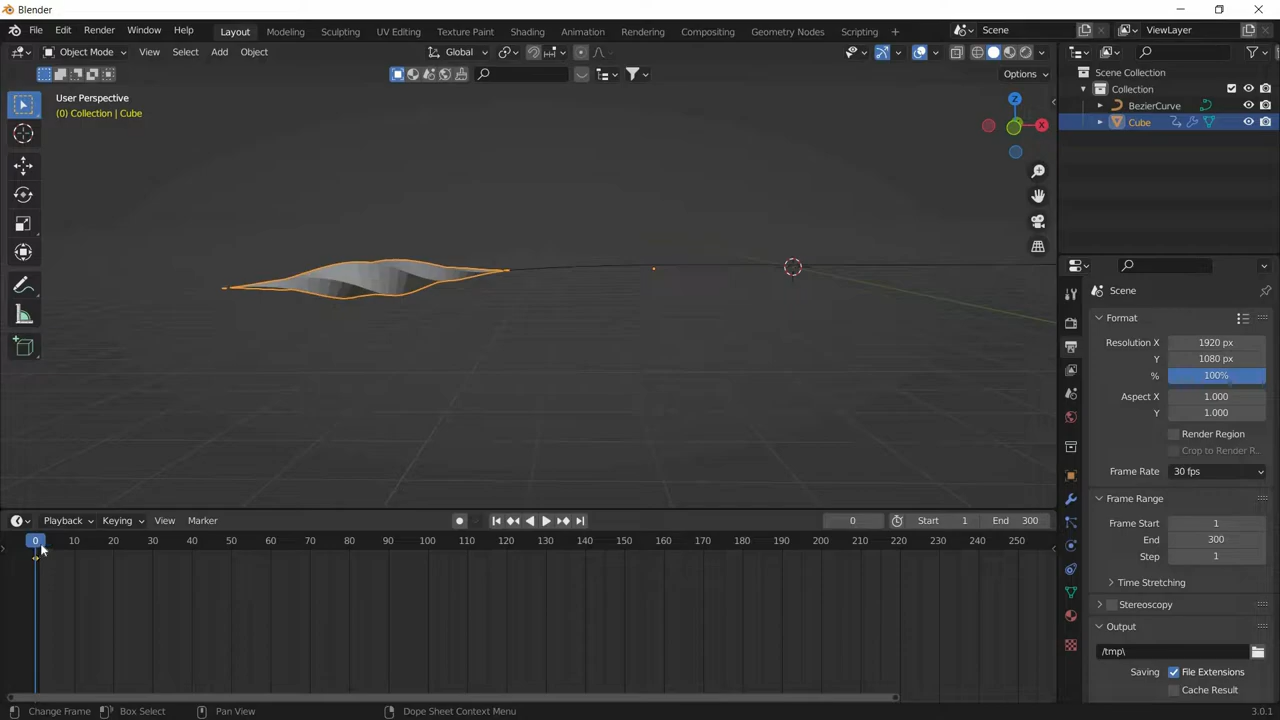 Blender
File Edit Render Window Help Layout Modeling Sculpting UV Editing Texture Paint Shading Animation Rendering Compositing Geometry Nodes Scripting Scene ViewLayer
Object Mode View Select Add Object Global
Options
User Perspective
(0) Collection | Cube
Z
X
Scene Collection
Collection
BezierCurve
Cube
Scene
Format
Resolution X 1920 px
Y 1080 px
% 100%
Aspect X 1.000
Y 1.000
Render Region
Crop to Render R...
Frame Rate 30 fps
Frame Range
Frame Start 1
End 300
Step 1
Time Stretching
Stereoscopy
Output
/tmp\
Saving File Extensions
Cache Result
Playback Keying View Marker 0 Start 1 End 300
0 10 20 30 40 50 60 70 80 90 100 110 120 130 140 150 160 170 180 190 200 210 220 230 240 250
Change Frame Box Select Pan View Dope Sheet Context Menu 3.0.1